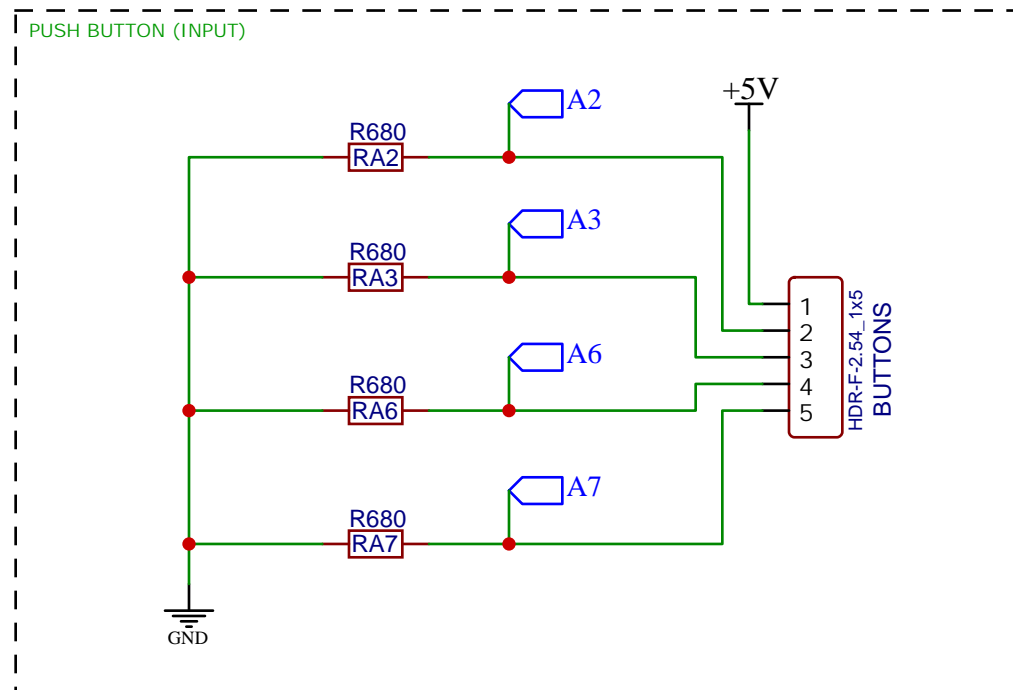 PUSH BUTTON (INPUT)
+5V
A2
R680
RA2
A3
R680
RA3
A6
R680
RA6
A7
R680
RA7
1
2
3
4
5
HDR-F-2.54_1x5
BUTTONS
GND